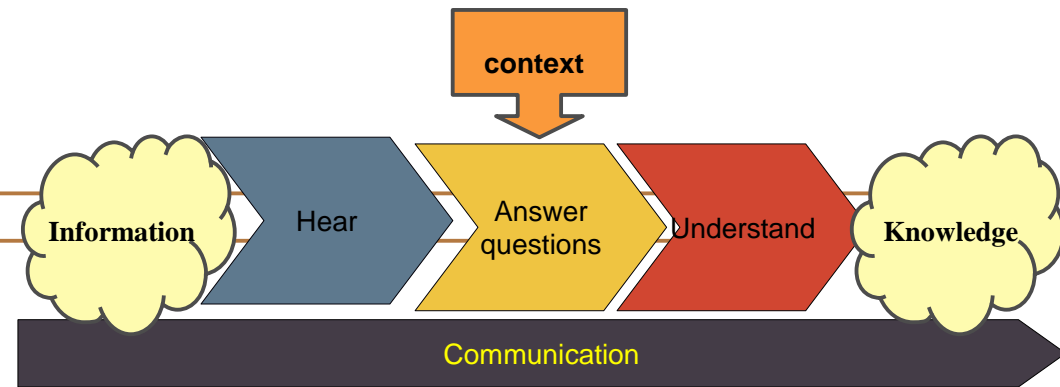 context
Information
Hear
Answer
questions
Understand
Knowledge
Communication